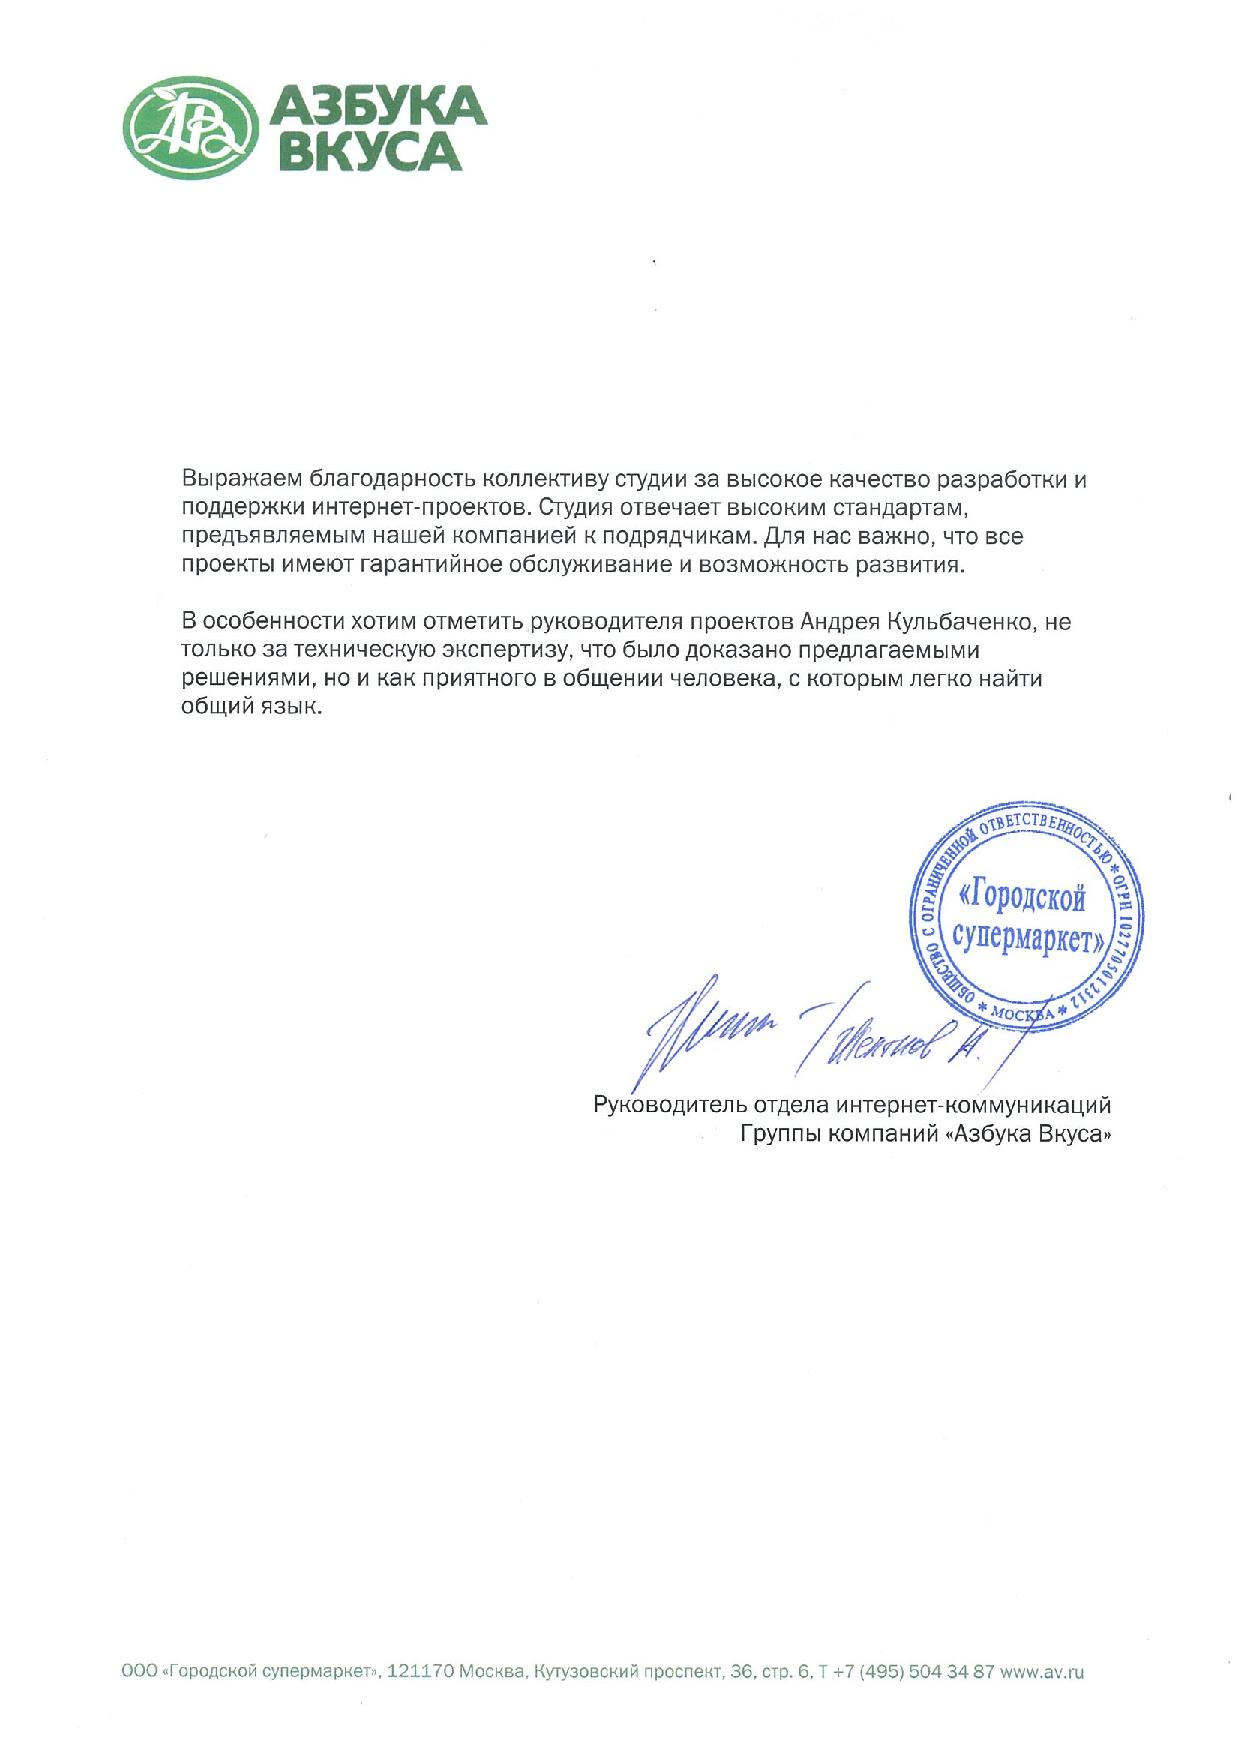 АЗБУКА
ВКУСА
Выражаем благодарность коллективу студии за высокое качество разработки и
поддержки интернет-проектов. Студия отвечает высоким стандартам,
предъявляемым нашей компанией к подрядчикам. Для нас важно, что все
проекты имеют гарантийное обслуживание и возможность развития.
В особенности хотим отметить руководителя проектов Андрея Кульбаченко, не
только за техническую экспертизу, что было доказано предлагаемыми
решениями, но и как приятного в общении человека, с которым легко найти
общий язык.
ОБЩЕСТВО С ОГРАНИЧЕННОЙ ОТВЕТСТВЕННОСТЬЮ * ОГРН 1027705012312 * МОСКВА *
«Городской
супермаркет»
Руководитель отдела интернет-коммуникаций
Группы компаний «Азбука Вкуса»
ООО «Городской супермаркет», 121170 Москва, Кутузовский проспект, 36, стр. 6, Т +7 (495) 504 34 87 www.av.ru